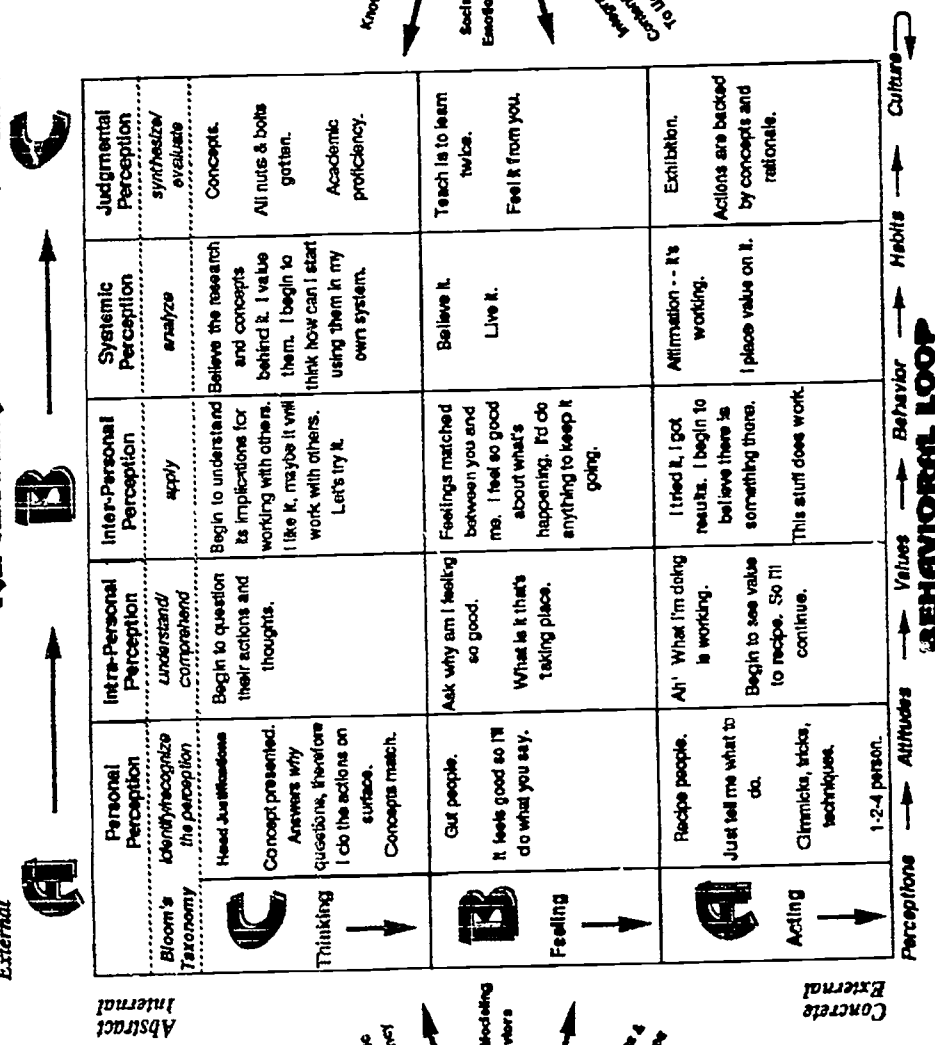 External
A
B
C
Know
Social
Emotio
Integri
Conten
To U
Bloom's
Taxonomy
Personal
Perception
identify/recognize
the perception
Intra-Personal
Perception
understand/
comprehend
Inter-Personal
Perception
apply
Systemic
Perception
analyze
Judgmental
Perception
synthesize/
evaluate
C
Thinking
Head Justifications
Concept presented.
Answers why
questions, therefore
I do the actions on
surface.
Concepts match.
Begin to question
their actions and
thoughts.
Begin to understand
its implications for
working with others.
I like it, maybe it will
work with others.
Let's try it.
Believe the research
and concepts
behind it. I value
them. I begin to
think how can I start
using them in my
own system.
Concepts.
All nuts & bolts
gotten.
Academic
proficiency.
B
Feeling
Gut people.
It feels good so I'll
do what you say.
Ask why am I feeling
so good.
What is it that's
taking place.
Feelings matched
between you and
me. I feel so good
about what's
happening. I'd do
anything to keep it
going.
Believe it.
Live it.
Teach is to learn
twice.
Feel it from you.
A
Acting
Recipe people.
Just tell me what to
do.
Gimmicks, tricks,
techniques.
1-2-4 person.
Ah' What I'm doing
is working.
Begin to see value
to recipe. So I'll
continue.
I tried it, I got
results. I begin to
believe there is
something there.
This stuff does work.
Affirmation -- it's
working.
I place value on it.
Exhibition.
Actions are backed
by concepts and
rationale.
Perceptions Attitudes Values Behavior Habits Culture
BEHAVIORAL LOOP
Abstract
Internal
Concrete
External
Modeling